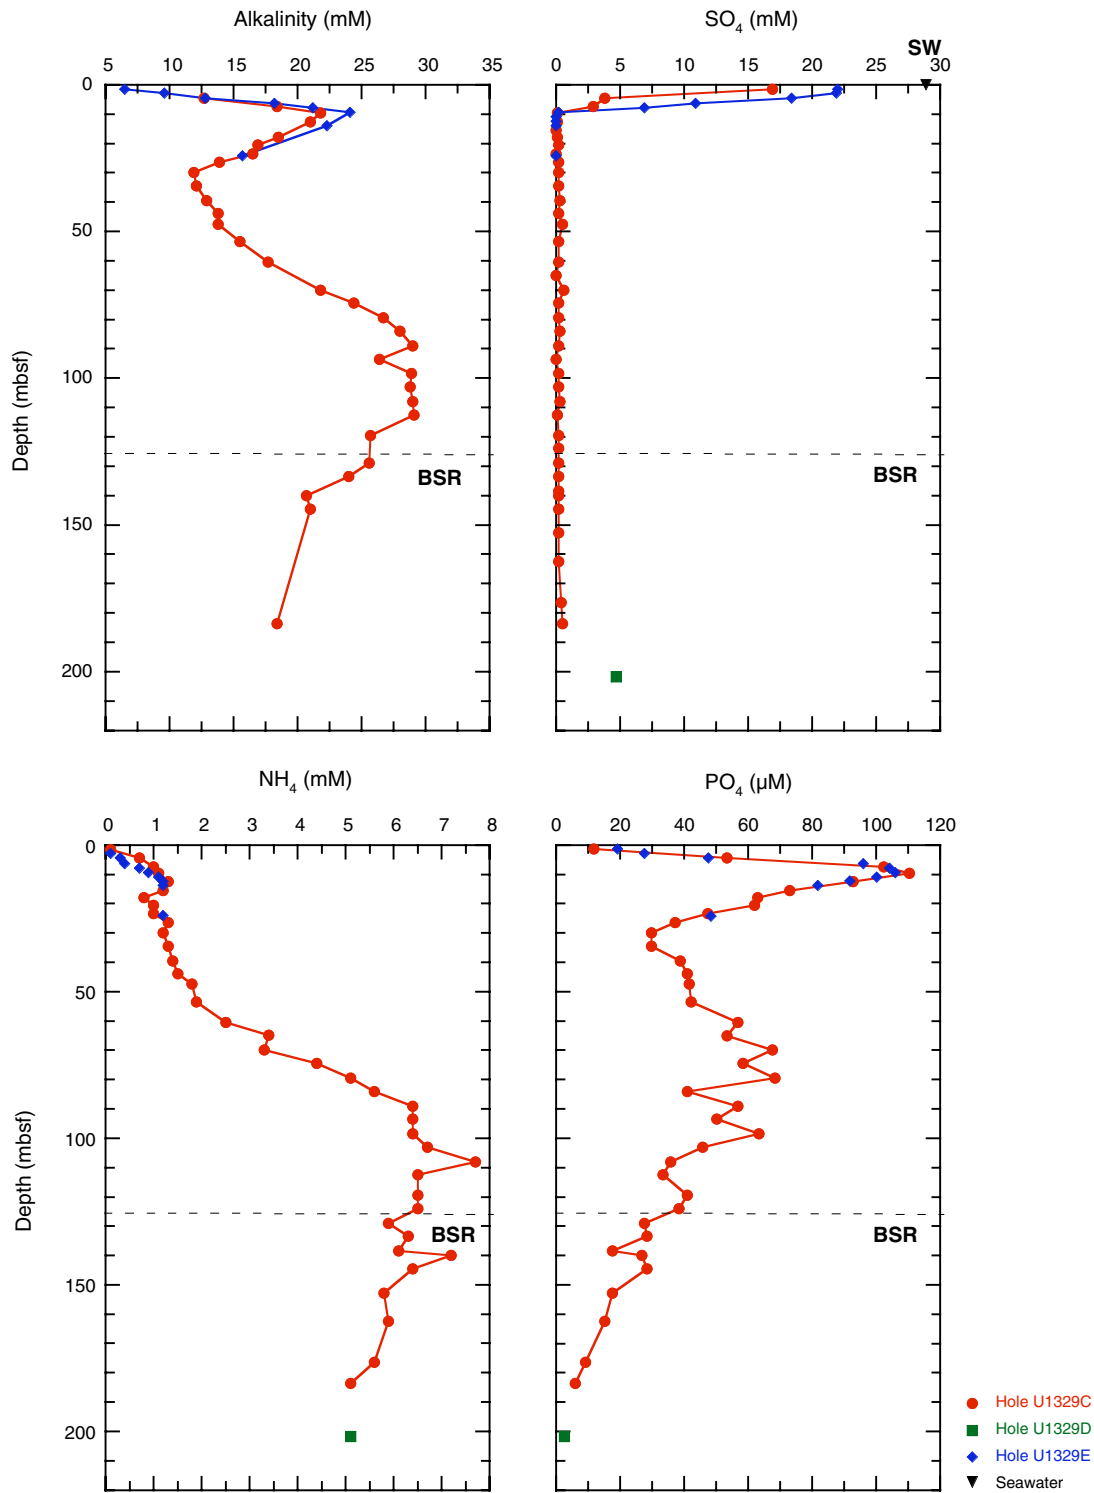 Alkalinity (mM)
5 10 15 20 25 30 35
0
50
100
150
200
Depth (mbsf)
BSR
SO4 (mM)
SW
0 5 10 15 20 25 30
BSR
NH4 (mM)
0 1 2 3 4 5 6 7 8
0
50
100
150
200
Depth (mbsf)
BSR
PO4 (µM)
0 20 40 60 80 100 120
BSR
Hole U1329C
Hole U1329D
Hole U1329E
Seawater